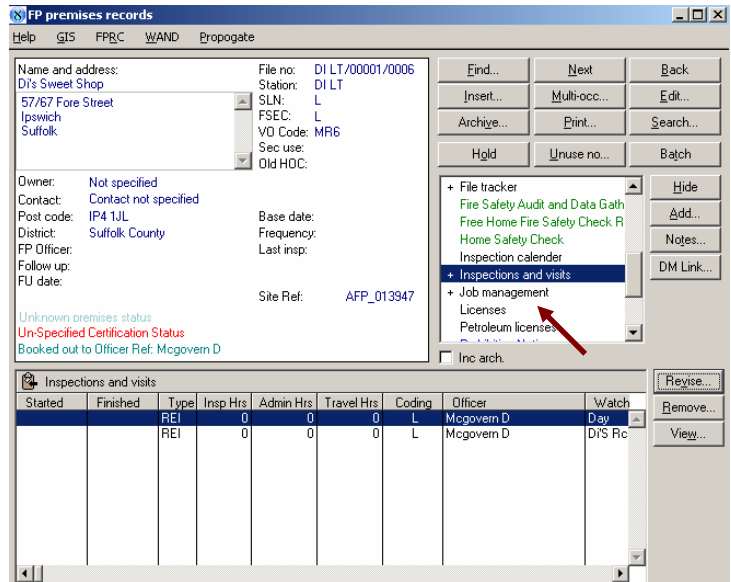 FP premises records
Help GIS FPRC WAND Propogate
Name and address:
Di's Sweet Shop
57/67 Fore Street
Ipswich
Suffolk
File no: DI LT/00001/0006
Station: DI LT
SLN: L
FSEC: L
VO Code: MR6
Sec use:
Old HOC:
Owner: Not specified
Contact: Contact not specified
Post code: IP4 1JL
District: Suffolk County
FP Officer:
Follow up:
FU date:
Base date:
Frequency:
Last insp:
Site Ref: AFP_013947
Unknown premises status
Un-Specified Certification Status
Booked out to Officer Ref: Mcgovern D
Find... Next Back
Insert... Multi-occ... Edit...
Archive... Print... Search...
Hold Unuse no... Batch
+ File tracker
Fire Safety Audit and Data Gath
Free Home Fire Safety Check R
Home Safety Check
Inspection calender
+ Inspections and visits
+ Job management
Licenses
Petroleum licenses
Hide
Add...
Notes...
DM Link...
Inc arch.
Inspections and visits
Started Finished Type Insp Hrs Admin Hrs Travel Hrs Coding Officer Watch
REI 0 0 0 L Mcgovern D Day
REI 0 0 0 L Mcgovern D Di'S Rc
Revise...
Remove...
View...